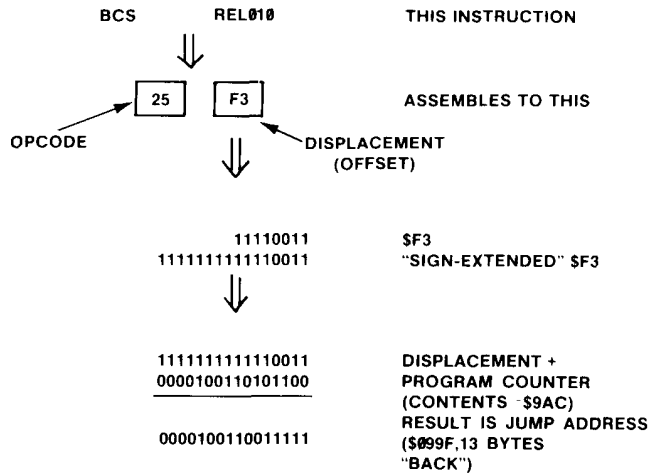 BCS REL010 THIS INSTRUCTION
25 F3 ASSEMBLES TO THIS
OPCODE
DISPLACEMENT
(OFFSET)
11110011 $F3
1111111111110011 "SIGN-EXTENDED" $F3
1111111111110011 DISPLACEMENT +
0000100110101100 PROGRAM COUNTER
(CONTENTS -$9AC)
RESULT IS JUMP ADDRESS
0000100110011111 ($099F,13 BYTES
"BACK")